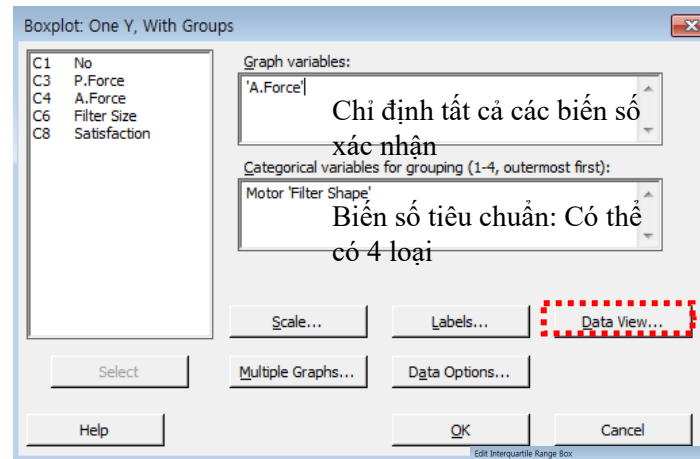 Boxplot: One Y, With Groups
C1 No
C3 P.Force
C4 A.Force
C6 Filter Size
C8 Satisfaction
Graph variables:
'A.Force'
Chỉ định tất cả các biến số
xác nhận
Categorical variables for grouping (1-4, outermost first):
Motor 'Filter Shape'
Biến số tiêu chuẩn: Có thể
có 4 loại
Scale...
Labels...
Data View...
Select
Multiple Graphs...
Data Options...
Help
OK
Cancel
Edit Interquartile Range Box